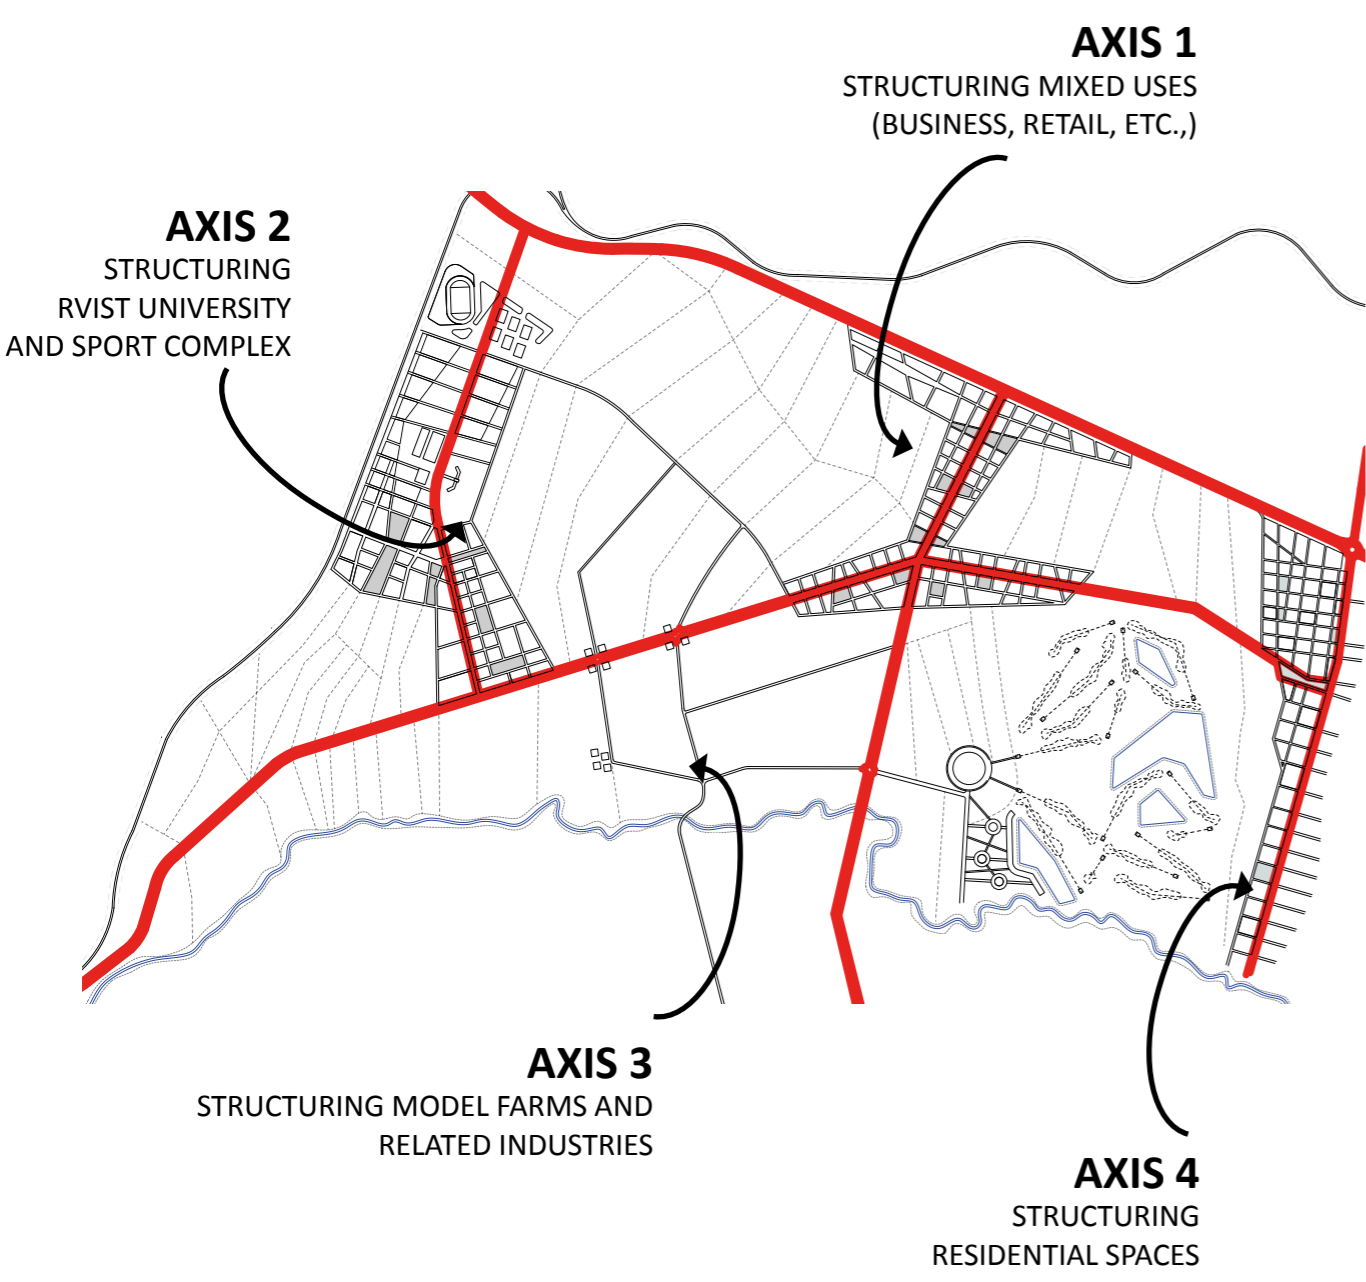 AXIS 1
STRUCTURING MIXED USES
(BUSINESS, RETAIL, ETC.,)
AXIS 2
STRUCTURING
RVIST UNIVERSITY
AND SPORT COMPLEX
AXIS 3
STRUCTURING MODEL FARMS AND
RELATED INDUSTRIES
AXIS 4
STRUCTURING
RESIDENTIAL SPACES